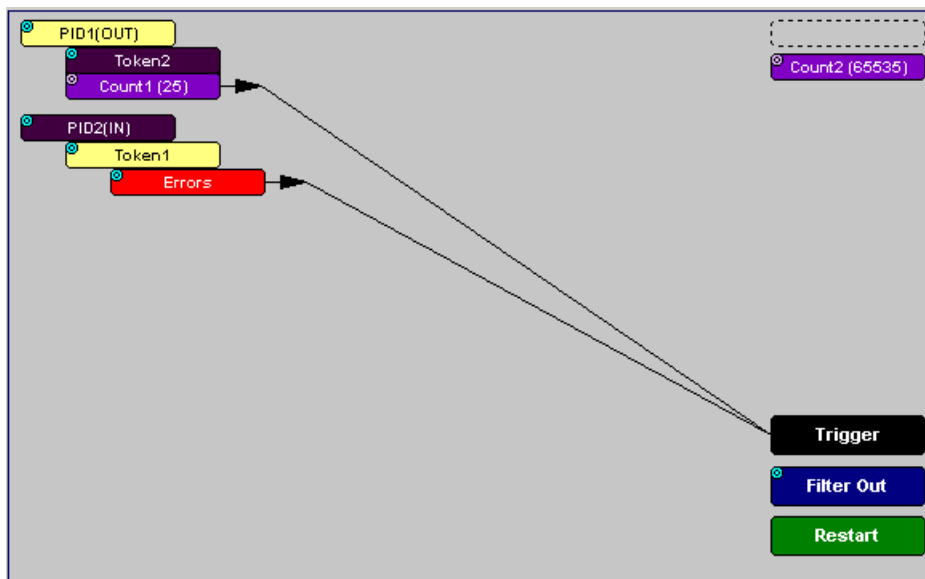 PID1(OUT)
Token2
Count1 (25)
PID2(IN)
Token1
Errors
Count2 (65535)
Trigger
Filter Out
Restart